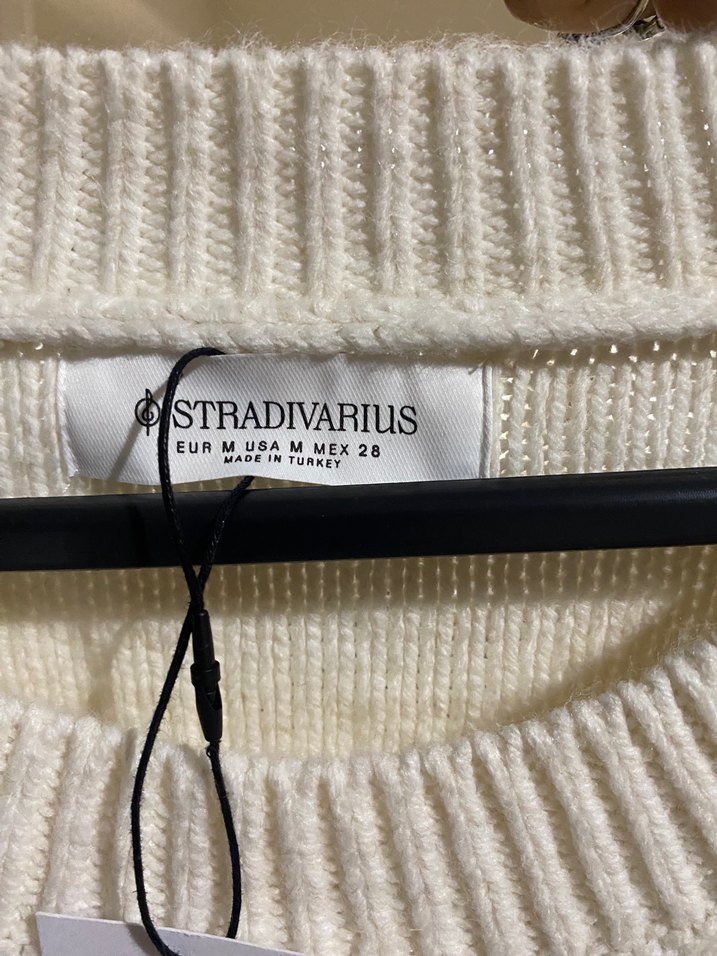 STRADIVARIUS
EUR M USA M MEX 28
MADE IN TURKEY